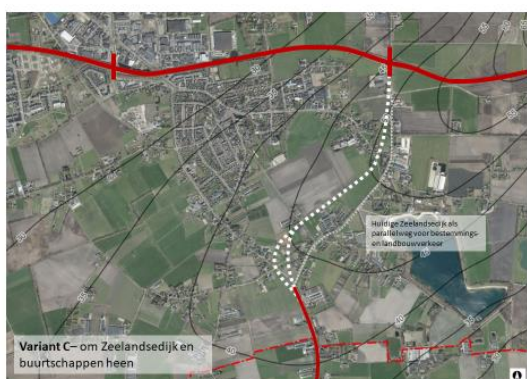 Huidige Zeelandsedijk als
parallelweg voor bestemmings-
en landbouwverkeer
Variant C– om Zeelandsedijk en
buurtschappen heen